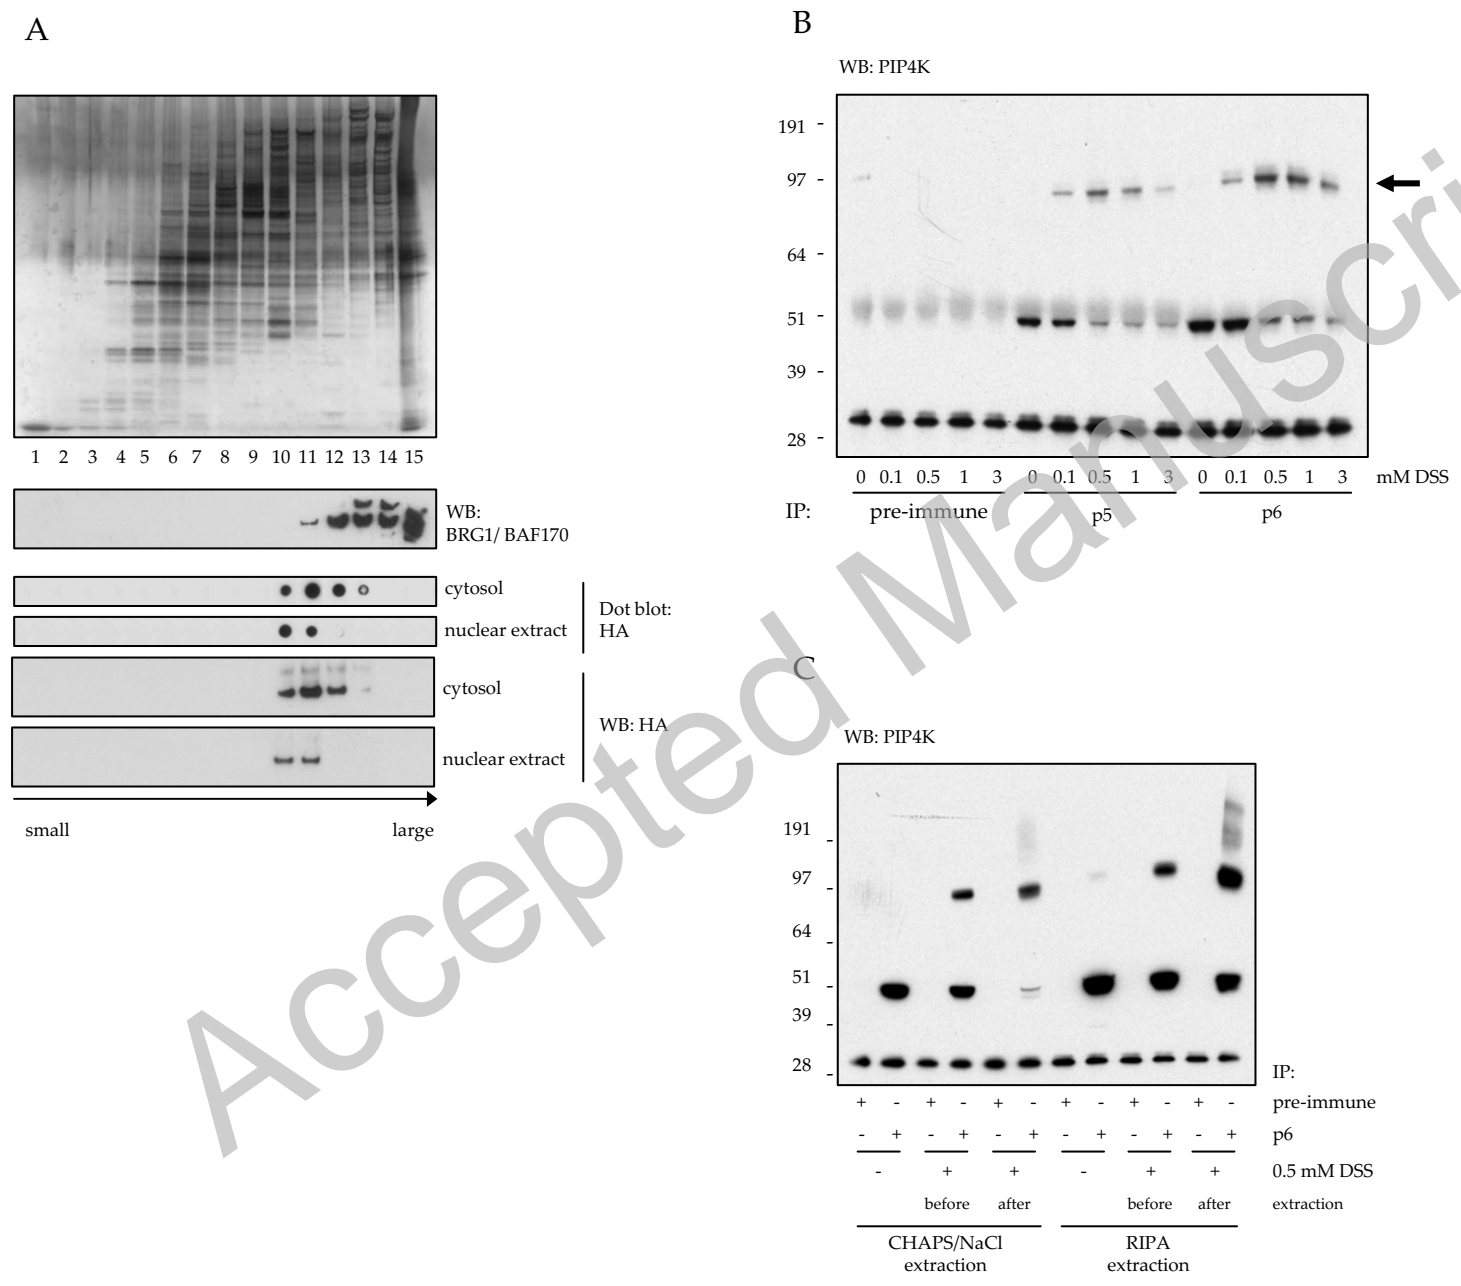 A
1 2 3 4 5 6 7 8 9 10 11 12 13 14 15
WB:
BRG1/ BAF170
cytosol
nuclear extract
Dot blot:
HA
cytosol
nuclear extract
WB: HA
small large
B
WB: PIP4K
191 -
97 -
64 -
51 -
39 -
28 -
0 0.1 0.5 1 3 0 0.1 0.5 1 3 0 0.1 0.5 1 3 mM DSS
IP: pre-immune p5 p6
C
WB: PIP4K
191 -
97 -
64 -
51 -
39 -
28 -
IP:
+ - + - + - + - + - + - pre-immune
- + - + - + - + - + - + p6
- + + - + + 0.5 mM DSS
before after before after extraction
CHAPS/NaCl
extraction
RIPA
extraction
Accepted Manuscri